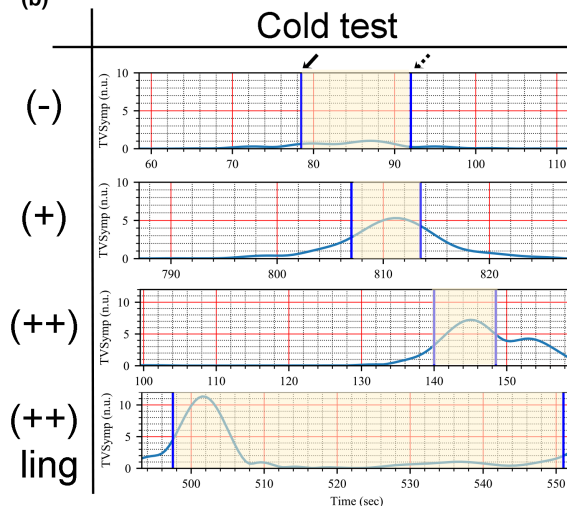 (b)
Cold test
(-)
TVSymp (n.u.)
10
5
0
60 70 80 90 100 110
(+)
TVSymp (n.u.)
10
5
0
790 800 810 820
(++)
TVSymp (n.u.)
10
5
0
100 110 120 130 140 150
(++)
ling
TVSymp (n.u.)
10
5
0
500 510 520 530 540 550
Time (sec)